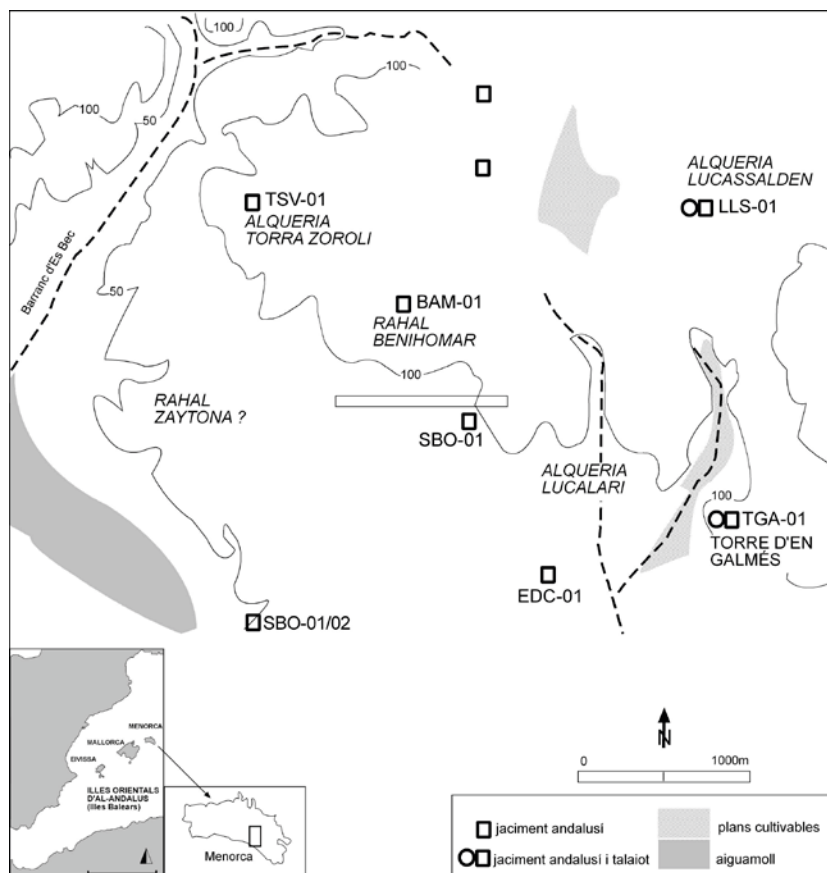 100
100
100
50
TSV-01
ALQUERIA
TORRA ZOROLI
ALQUERIA
LUCASSALDEN
LLS-01
Barranc d'Es Bec
50
BAM-01
RAHAL
BENIHOMAR
100
RAHAL
ZAYTONA ?
SBO-01
ALQUERIA
LUCALARI
100
TGA-01
TORRE D'EN
GALMÉS
EDC-01
SBO-01/02
MENORCA
MALLORCA
EIVISSA
ILLES ORIENTALS
D'AL-ANDALUS
(Illes Balears)
Menorca
N
0 1000m
jaciment andalusí
plans cultivables
jaciment andalusí i talaiot
aiguamoll